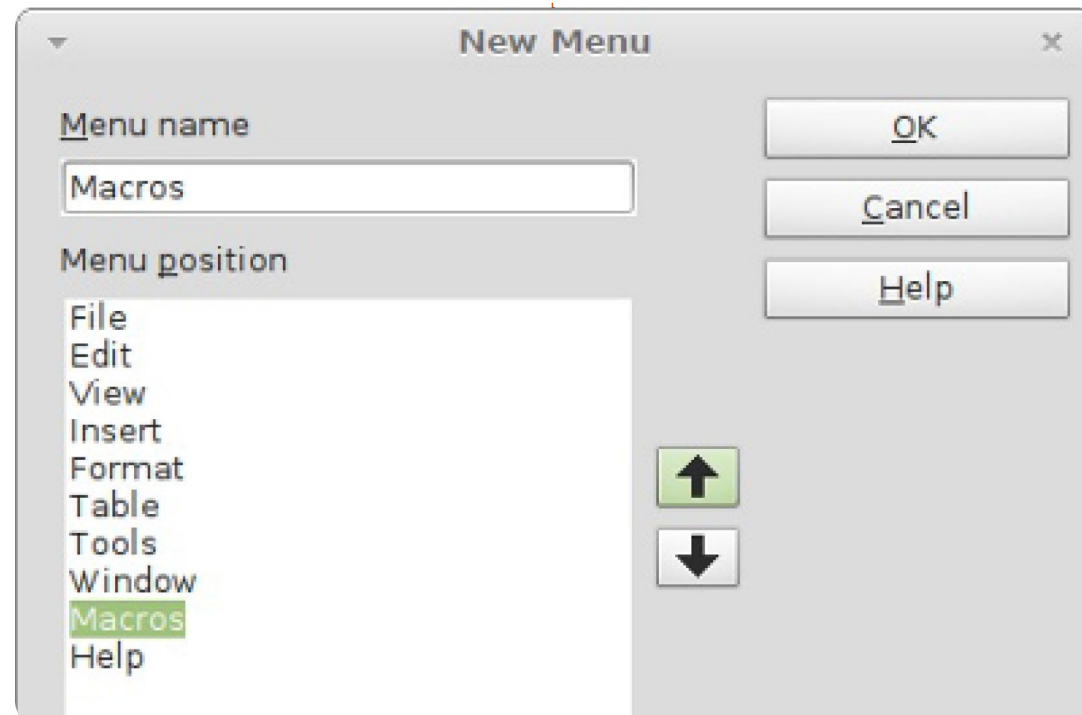 New Menu
Menu name
Macros
Menu position
File
Edit
View
Insert
Format
Table
Tools
Window
Macros
Help
OK
Cancel
Help